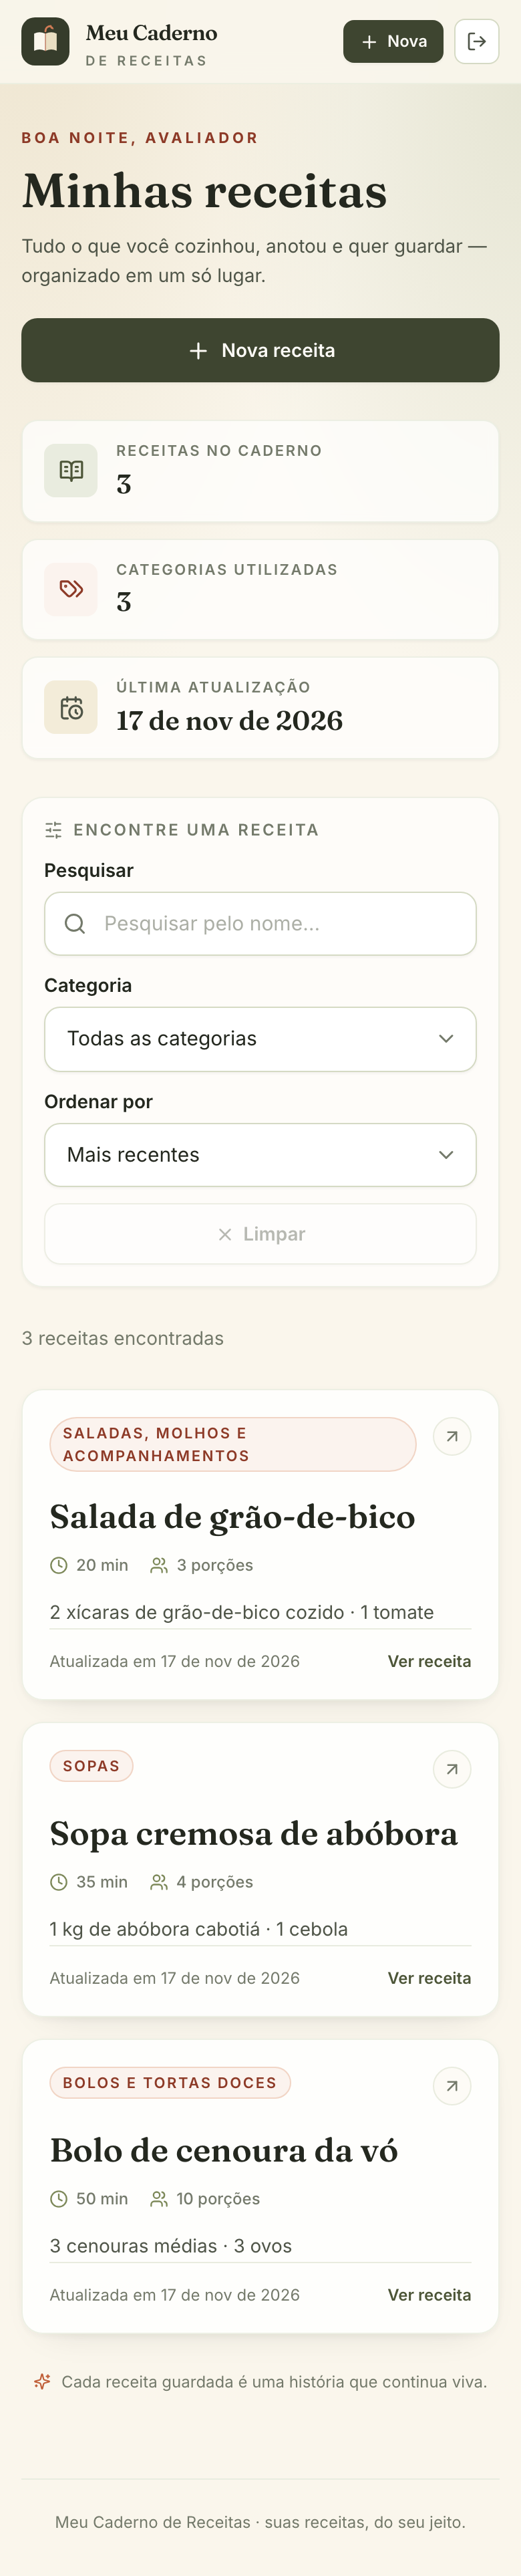 Meu Caderno
DE RECEITAS
Nova
BOA NOITE, AVALIADOR
Minhas receitas
Tudo o que você cozinhou, anotou e quer guardar —
organizado em um só lugar.
Nova receita
RECEITAS NO CADERNO
3
CATEGORIAS UTILIZADAS
3
ÚLTIMA ATUALIZAÇÃO
17 de nov de 2026
ENCONTRE UMA RECEITA
Pesquisar
Pesquisar pelo nome...
Categoria
Todas as categorias
Ordenar por
Mais recentes
Limpar
3 receitas encontradas
SALADAS, MOLHOS E
ACOMPANHAMENTOS
Salada de grão-de-bico
20 min 3 porções
2 xícaras de grão-de-bico cozido · 1 tomate
Atualizada em 17 de nov de 2026 Ver receita
SOPAS
Sopa cremosa de abóbora
35 min 4 porções
1 kg de abóbora cabotiá · 1 cebola
Atualizada em 17 de nov de 2026 Ver receita
BOLOS E TORTAS DOCES
Bolo de cenoura da vó
50 min 10 porções
3 cenouras médias · 3 ovos
Atualizada em 17 de nov de 2026 Ver receita
Cada receita guardada é uma história que continua viva.
Meu Caderno de Receitas · suas receitas, do seu jeito.